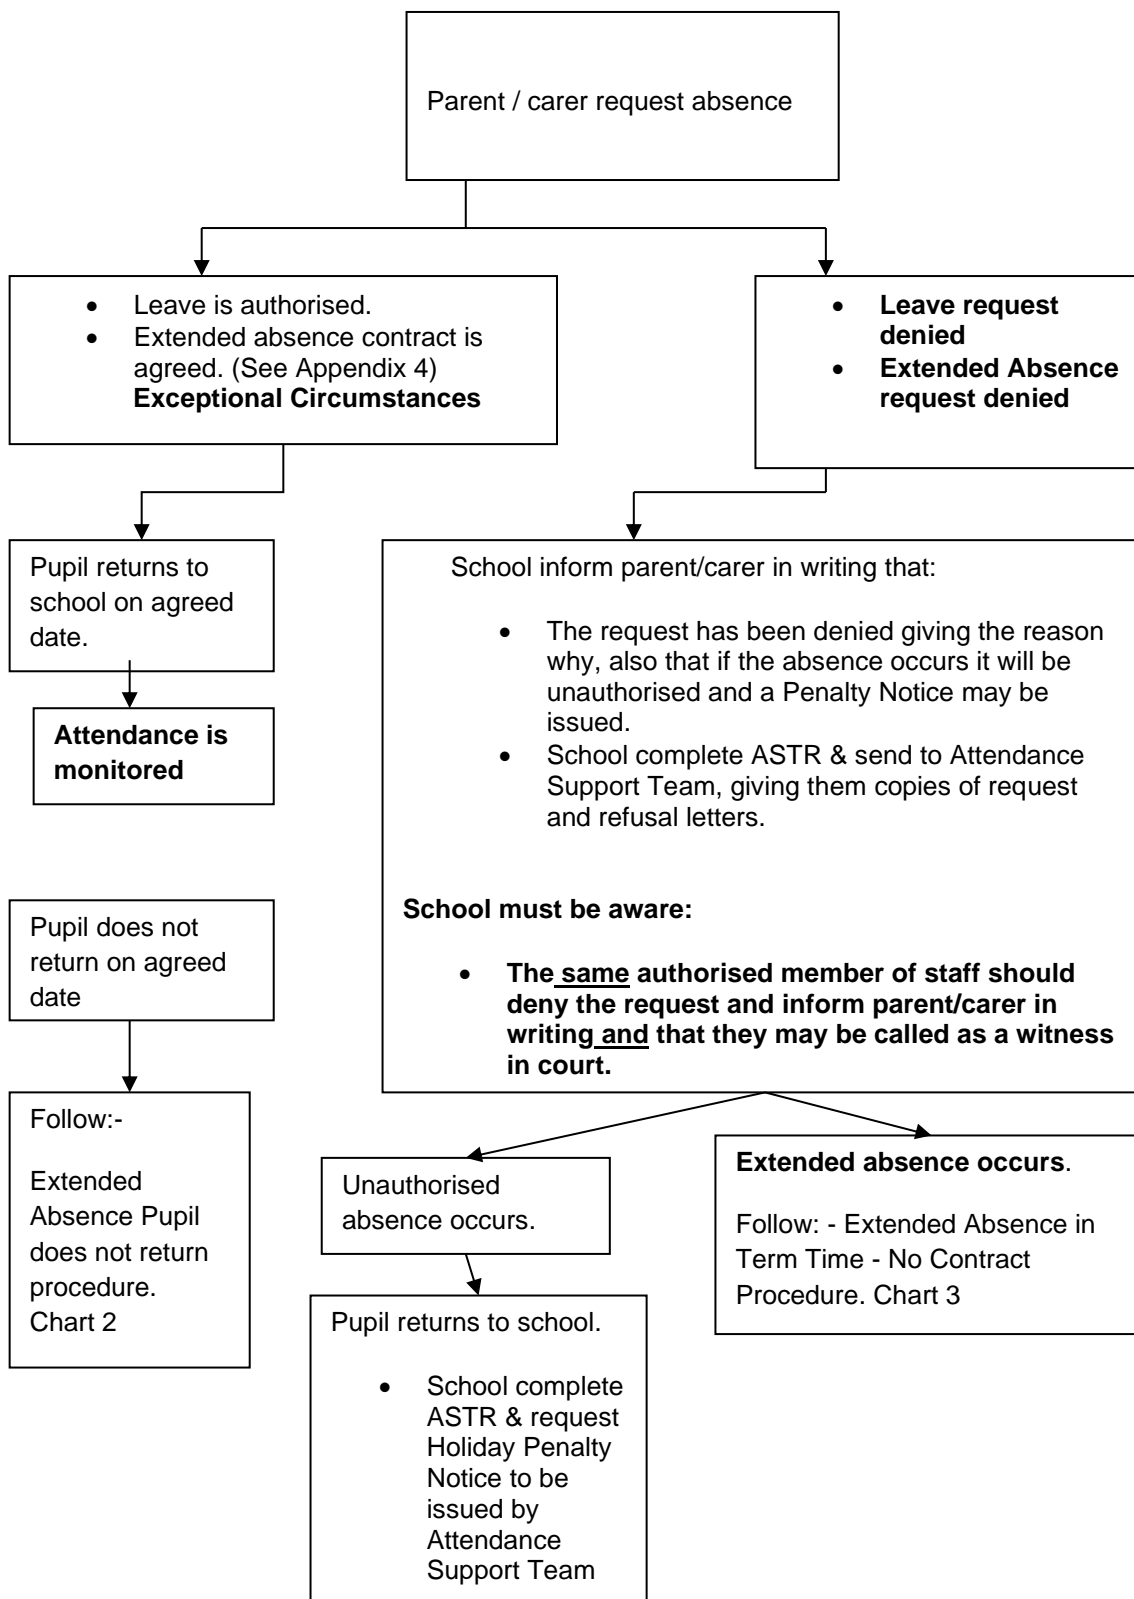 Parent / carer request absence
• Leave is authorised.
• Extended absence contract is
agreed. (See Appendix 4)
Exceptional Circumstances
• Leave request
denied
• Extended Absence
request denied
Pupil returns to
school on agreed
date.
Attendance is
monitored
School inform parent/carer in writing that:
• The request has been denied giving the reason
why, also that if the absence occurs it will be
unauthorised and a Penalty Notice may be
issued.
• School complete ASTR & send to Attendance
Support Team, giving them copies of request
and refusal letters.
School must be aware:
• The same authorised member of staff should
deny the request and inform parent/carer in
writing and that they may be called as a witness
in court.
Pupil does not
return on agreed
date
Follow:-
Extended
Absence Pupil
does not return
procedure.
Chart 2
Unauthorised
absence occurs.
Extended absence occurs.
Follow: - Extended Absence in
Term Time - No Contract
Procedure. Chart 3
Pupil returns to school.
• School complete
ASTR & request
Holiday Penalty
Notice to be
issued by
Attendance
Support Team